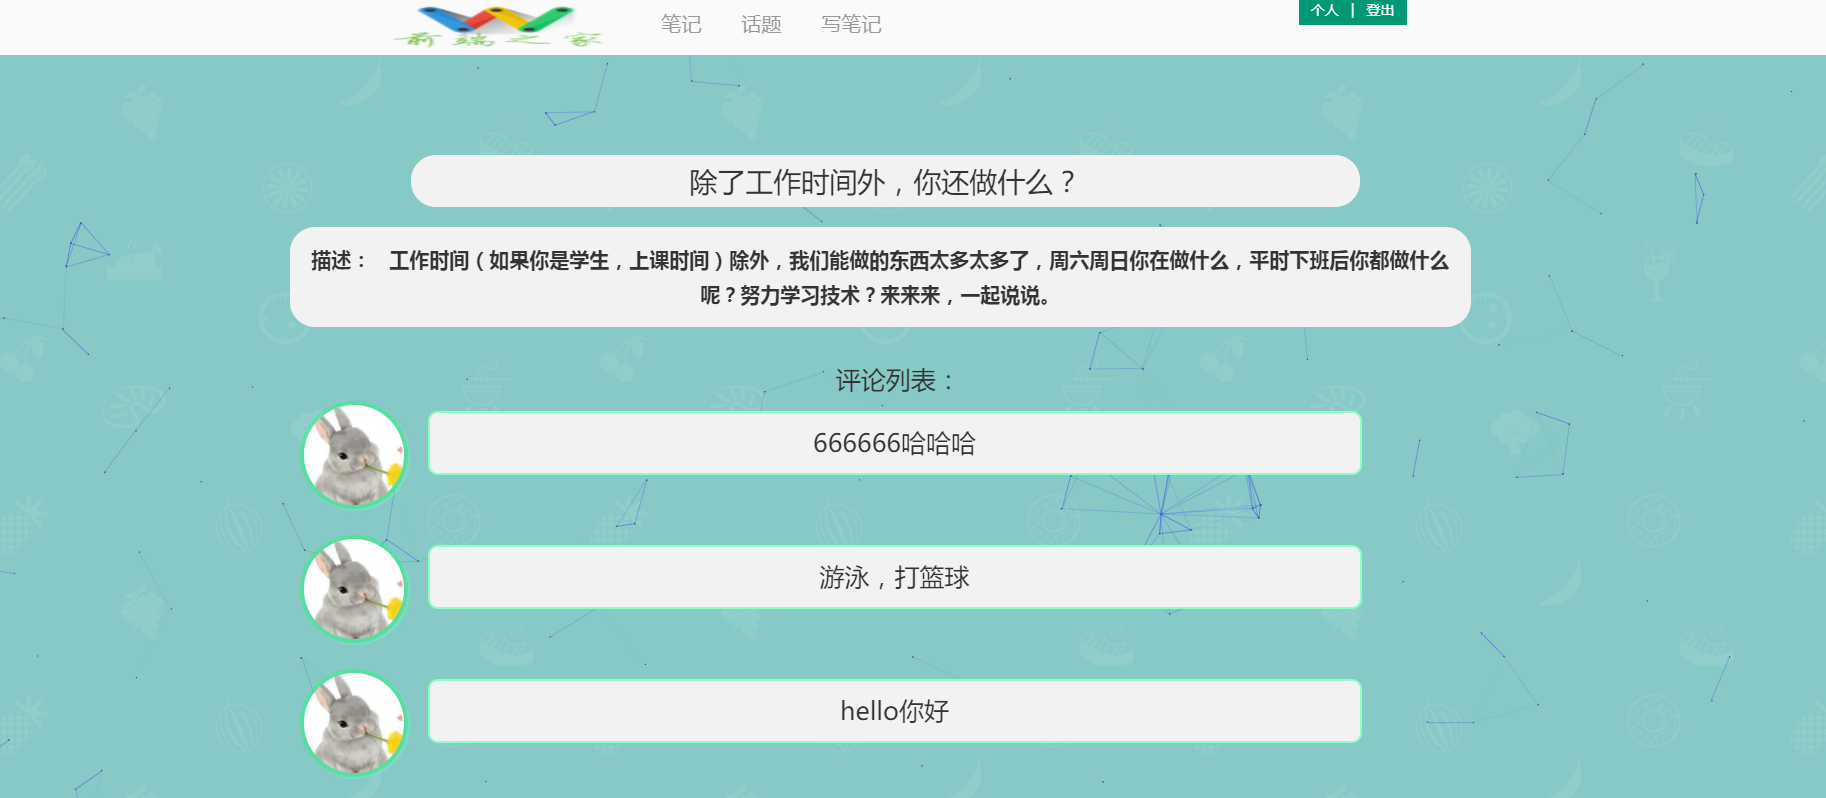 前端之家
笔记 话题 写笔记
个人 | 登出
除了工作时间外，你还做什么？
描述： 工作时间（如果你是学生，上课时间）除外，我们能做的东西太多太多了，周六周日你在做什么，平时下班后你都做什么
呢？努力学习技术？来来来，一起说说。
评论列表：
666666哈哈哈
游泳，打篮球
hello你好